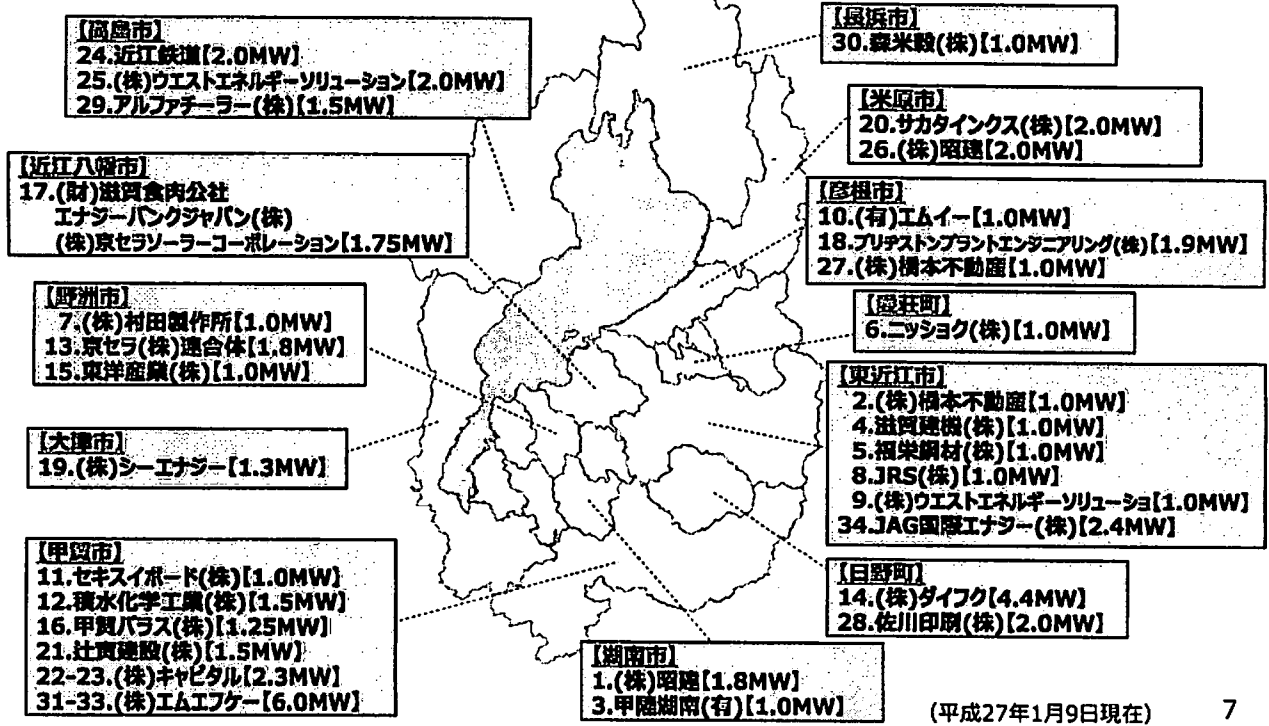 【高島市】
24.近江鉄道【2.0MW】
25.(株)ウエストエネルギーソリューション【2.0MW】
29.アルファチーラー(株)【1.5MW】
【長浜市】
30.森米穀(株)【1.0MW】
【米原市】
20.サカタインクス(株)【2.0MW】
26.(株)昭建【2.0MW】
【近江八幡市】
17.(財)滋賀食肉公社
エナジーバンクジャパン(株)
(株)京セラソーラーコーポレーション【1.75MW】
【彦根市】
10.(有)エムイー【1.0MW】
18.ブリヂストンプラントエンジニアリング(株)【1.9MW】
27.(株)橋本不動産【1.0MW】
【野洲市】
7.(株)村田製作所【1.0MW】
13.京セラ(株)連合体【1.8MW】
15.東洋産業(株)【1.0MW】
【愛荘町】
6.ニッショク(株)【1.0MW】
【東近江市】
2.(株)橋本不動産【1.0MW】
4.滋賀建機(株)【1.0MW】
5.福栄鋼材(株)【1.0MW】
8.JRS(株)【1.0MW】
9.(株)ウエストエネルギーソリューショ【1.0MW】
34.JAG国際エナジー(株)【2.4MW】
【大津市】
19.(株)シーエナジー【1.3MW】
【甲賀市】
11.セキスイボード(株)【1.0MW】
12.積水化学工業(株)【1.5MW】
16.甲賀バラス(株)【1.25MW】
21.辻寅建設(株)【1.5MW】
22-23.(株)キャピタル【2.3MW】
31-33.(株)エムエフケー【6.0MW】
【日野町】
14.(株)ダイフク【4.4MW】
28.佐川印刷(株)【2.0MW】
【湖南市】
1.(株)昭建【1.8MW】
3.甲陸湖南(有)【1.0MW】
(平成27年1月9日現在)
7